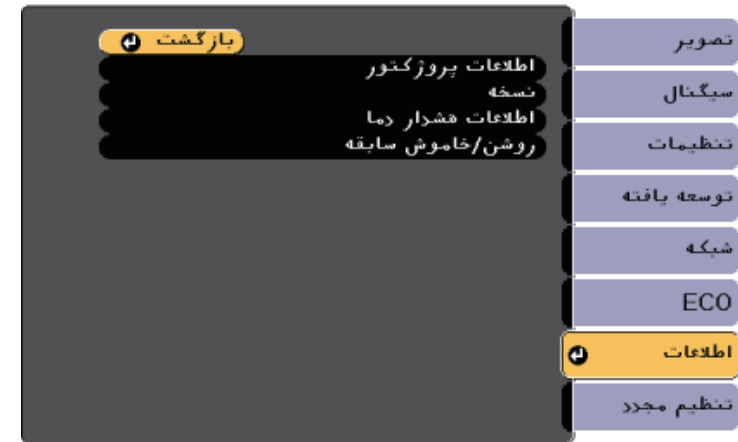 تصویر
سیگنال
تنظیمات
توسعه یافته
شبکه
ECO
اطلاعات
تنظیم مجدد
بازگشت
اطلاعات پروژکتور
نسخه
اطلاعات هشدار دما
روشن/خاموش سابقه